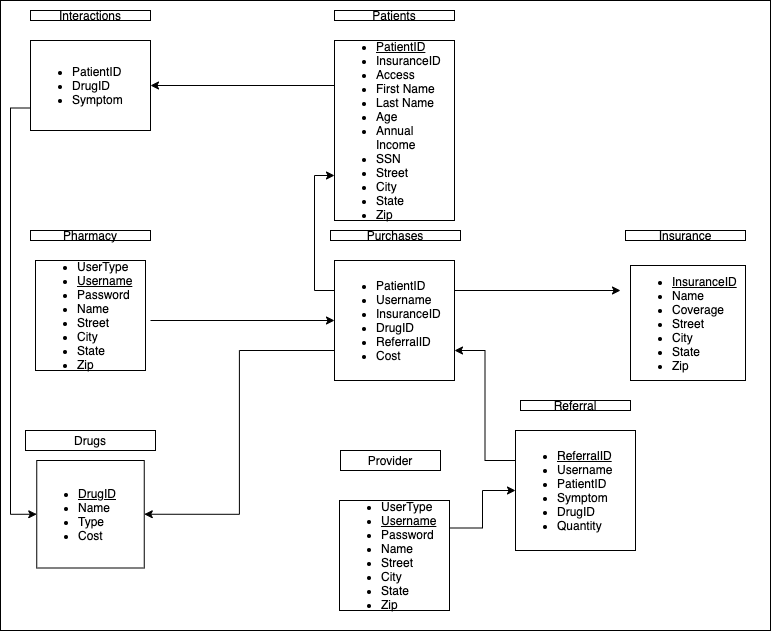 Interactions
PatientID
DrugID
Symptom
Patients
PatientID
InsuranceID
Access
First Name
Last Name
Age
Annual
Income
SSN
Street
City
State
Zip
Pharmacy
UserType
Username
Password
Name
Street
City
State
Zip
Purchases
PatientID
Username
InsuranceID
DrugID
ReferralID
Cost
Insurance
InsuranceID
Name
Coverage
Street
City
State
Zip
Drugs
DrugID
Name
Type
Cost
Provider
UserType
Username
Password
Name
Street
City
State
Zip
Referral
ReferralID
Username
PatientID
Symptom
DrugID
Quantity